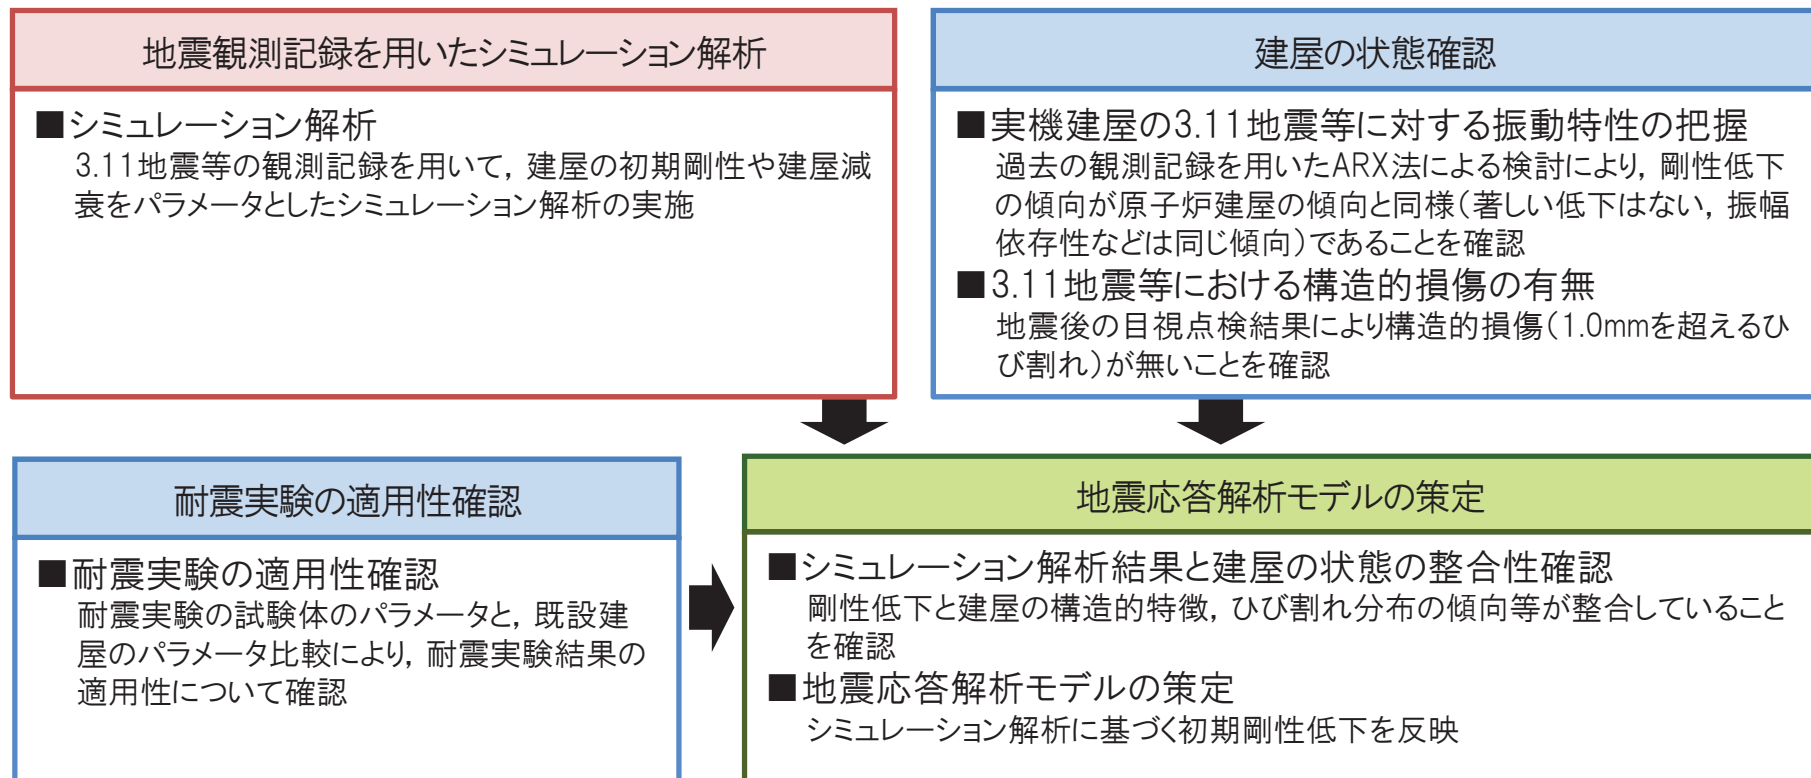 地震観測記録を用いたシミュレーション解析
■シミュレーション解析
3.11地震等の観測記録を用いて，建屋の初期剛性や建屋減
衰をパラメータとしたシミュレーション解析の実施
建屋の状態確認
■実機建屋の3.11地震等に対する振動特性の把握
過去の観測記録を用いたARX法による検討により，剛性低下
の傾向が原子炉建屋の傾向と同様（著しい低下はない，振幅
依存性などは同じ傾向）であることを確認
■3.11地震等における構造的損傷の有無
地震後の目視点検結果により構造的損傷（1.0mmを超えるひ
び割れ）が無いことを確認
耐震実験の適用性確認
■耐震実験の適用性確認
耐震実験の試験体のパラメータと，既設建
屋のパラメータ比較により，耐震実験結果の
適用性について確認
地震応答解析モデルの策定
■シミュレーション解析結果と建屋の状態の整合性確認
剛性低下と建屋の構造的特徴，ひび割れ分布の傾向等が整合していること
を確認
■地震応答解析モデルの策定
シミュレーション解析に基づく初期剛性低下を反映